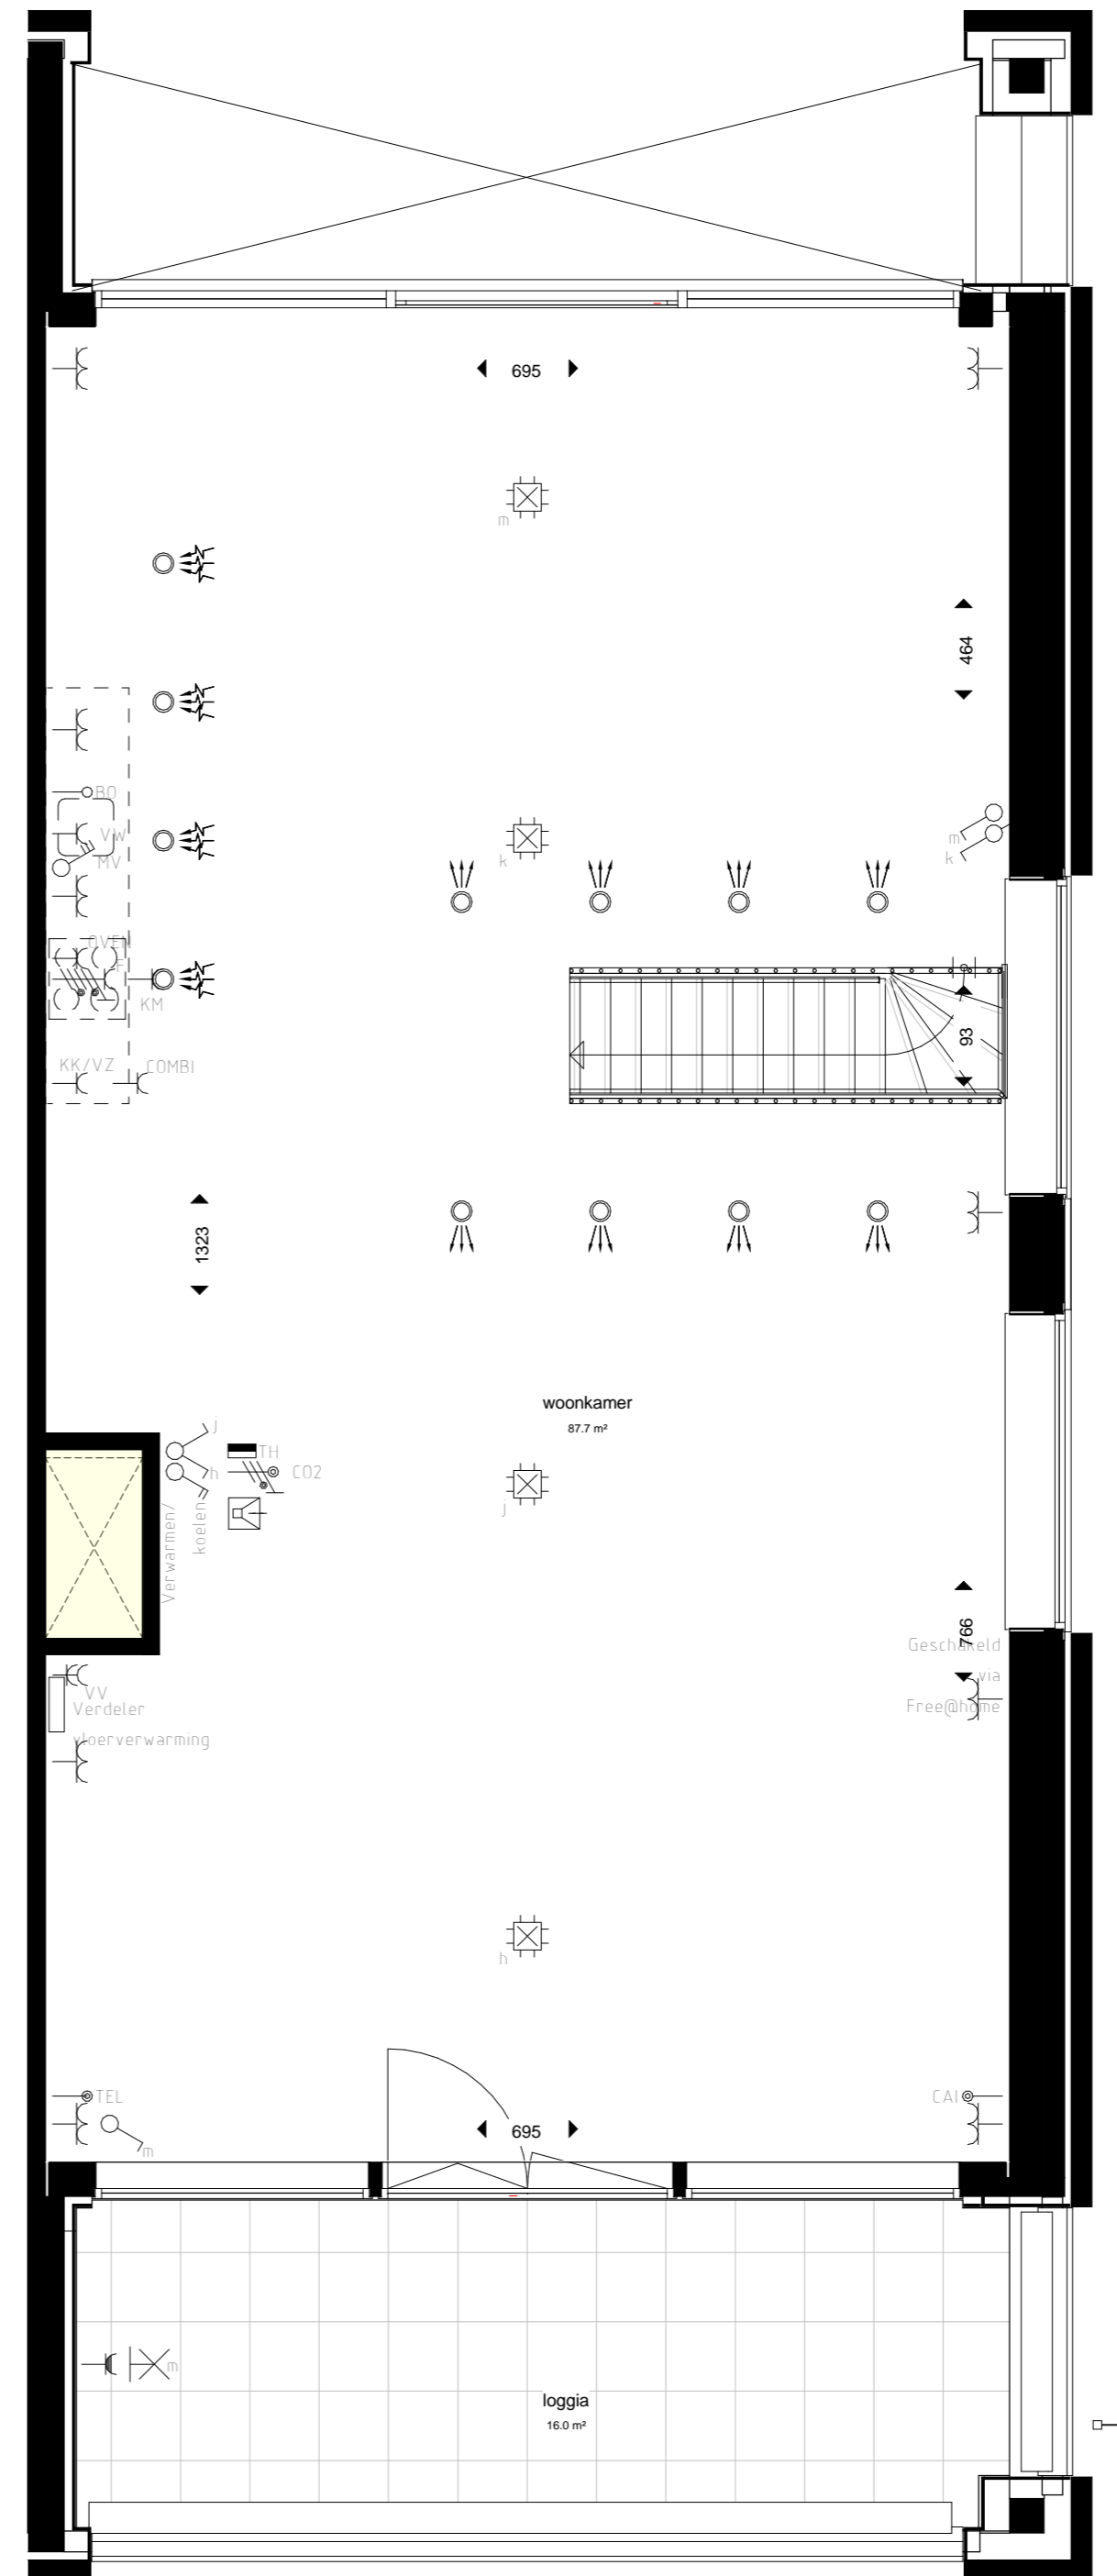 695
m
464
BO
VW
MV
m
k
k
OVEN
F
KM
93
KK/VZ
COMBI
1323
woonkamer
87.7 m²
j
TH
h
CO2
j
Verwarmen/
koelen
766
Geschakeld
via
Free@home
VV
Verdeler
vloerverwarming
h
TEL
CAI
695
m
m
loggia
16.0 m²